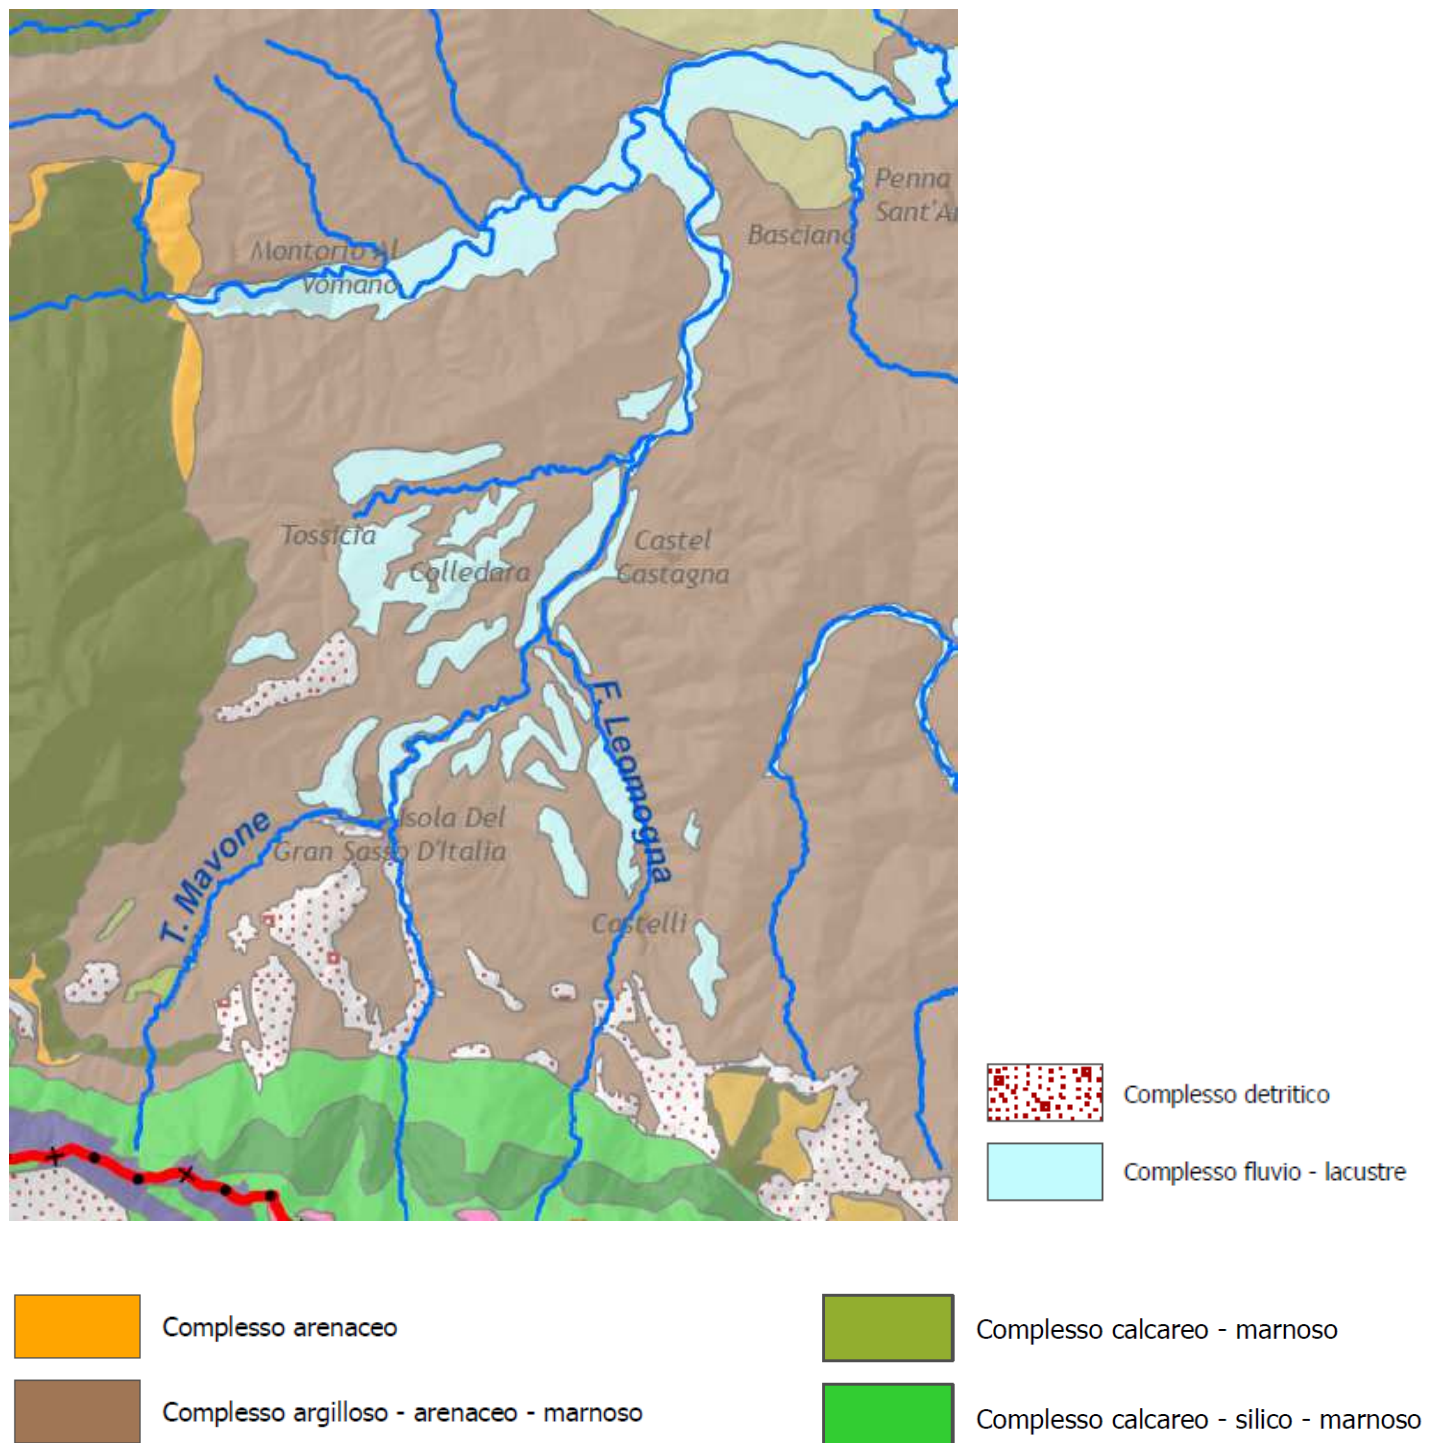 Penna
Sant'A
Basciano
Montorio Al
Vomano
Tossicia
Colledara
Castel
Castagna
F. Leomogna
T. Mavone
Isola Del
Gran Sasso D'Italia
Castelli
Complesso detritico
Complesso fluvio - lacustre
Complesso arenaceo
Complesso calcareo - marnoso
Complesso argilloso - arenaceo - marnoso
Complesso calcareo - silico - marnoso